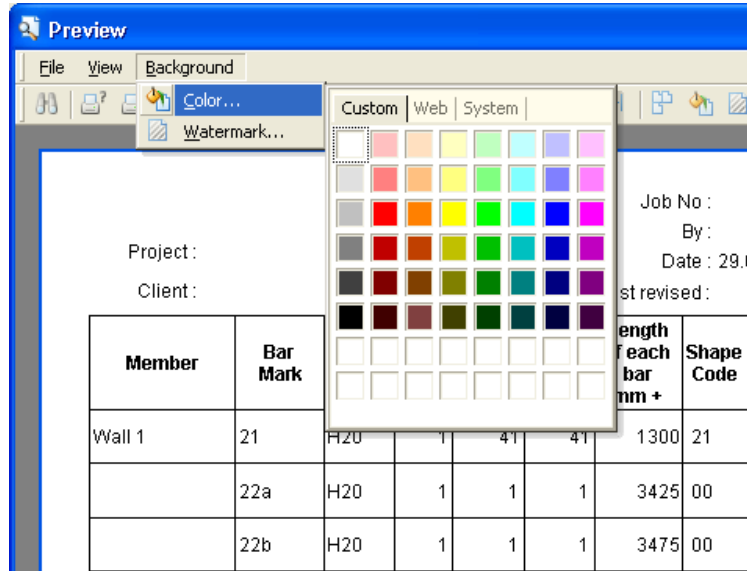 Preview
File View Background
Color...
Watermark...
Custom Web System
Job No :
By :
Project :
Date : 29.
Client :
st revised :
Member
Bar
Mark
ength
f each
bar
mm +
Shape
Code
Wall 1 21 H20 1 41 41 1300 21
22a H20 1 1 1 3425 00
22b H20 1 1 1 3475 00